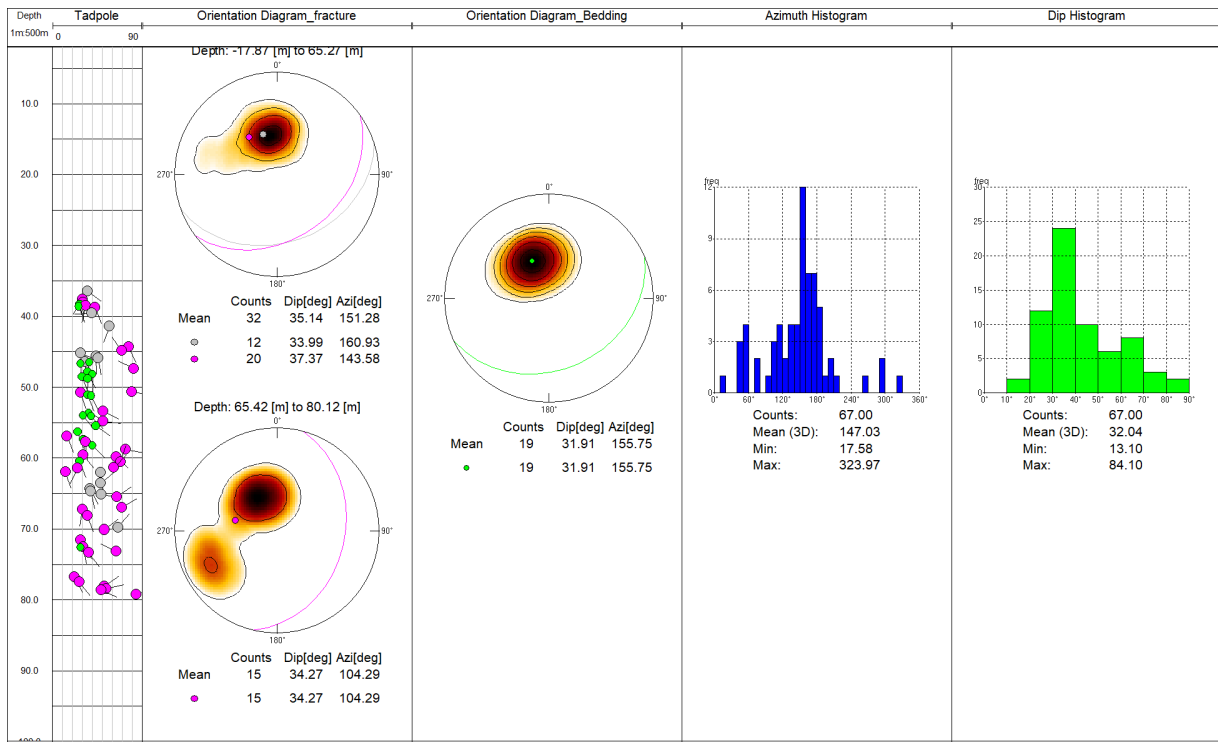 Depth Tadpole Orientation Diagram_fracture Orientation Diagram_Bedding Azimuth Histogram Dip Histogram
1m:500m 0 90
Depth: -17.87 [m] to 65.27 [m]
0°
270° 90°
180°
Counts Dip[deg] Azi[deg]
Mean 32 35.14 151.28
12 33.99 160.93
20 37.37 143.58
Depth: 65.42 [m] to 80.12 [m]
0°
270° 90°
180°
Counts Dip[deg] Azi[deg]
Mean 15 34.27 104.29
15 34.27 104.29
10.0
20.0
30.0
40.0
50.0
60.0
70.0
80.0
90.0
100.0
0°
270° 90°
180°
Counts Dip[deg] Azi[deg]
Mean 19 31.91 155.75
19 31.91 155.75
freq
12
9
6
3
0
0° 60° 120° 180° 240° 300° 360°
Counts: 67.00
Mean (3D): 147.03
Min: 17.58
Max: 323.97
freq
30
25
20
15
10
5
0
10° 20° 30° 40° 50° 60° 70° 80° 90°
Counts: 67.00
Mean (3D): 32.04
Min: 13.10
Max: 84.10